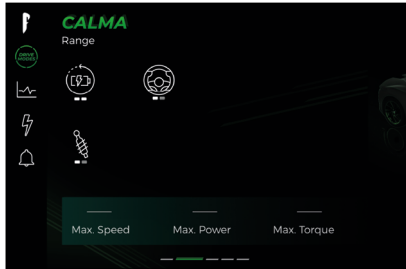 CALMA
Range
DRIVE
MODES
Max. Speed Max. Power Max. Torque